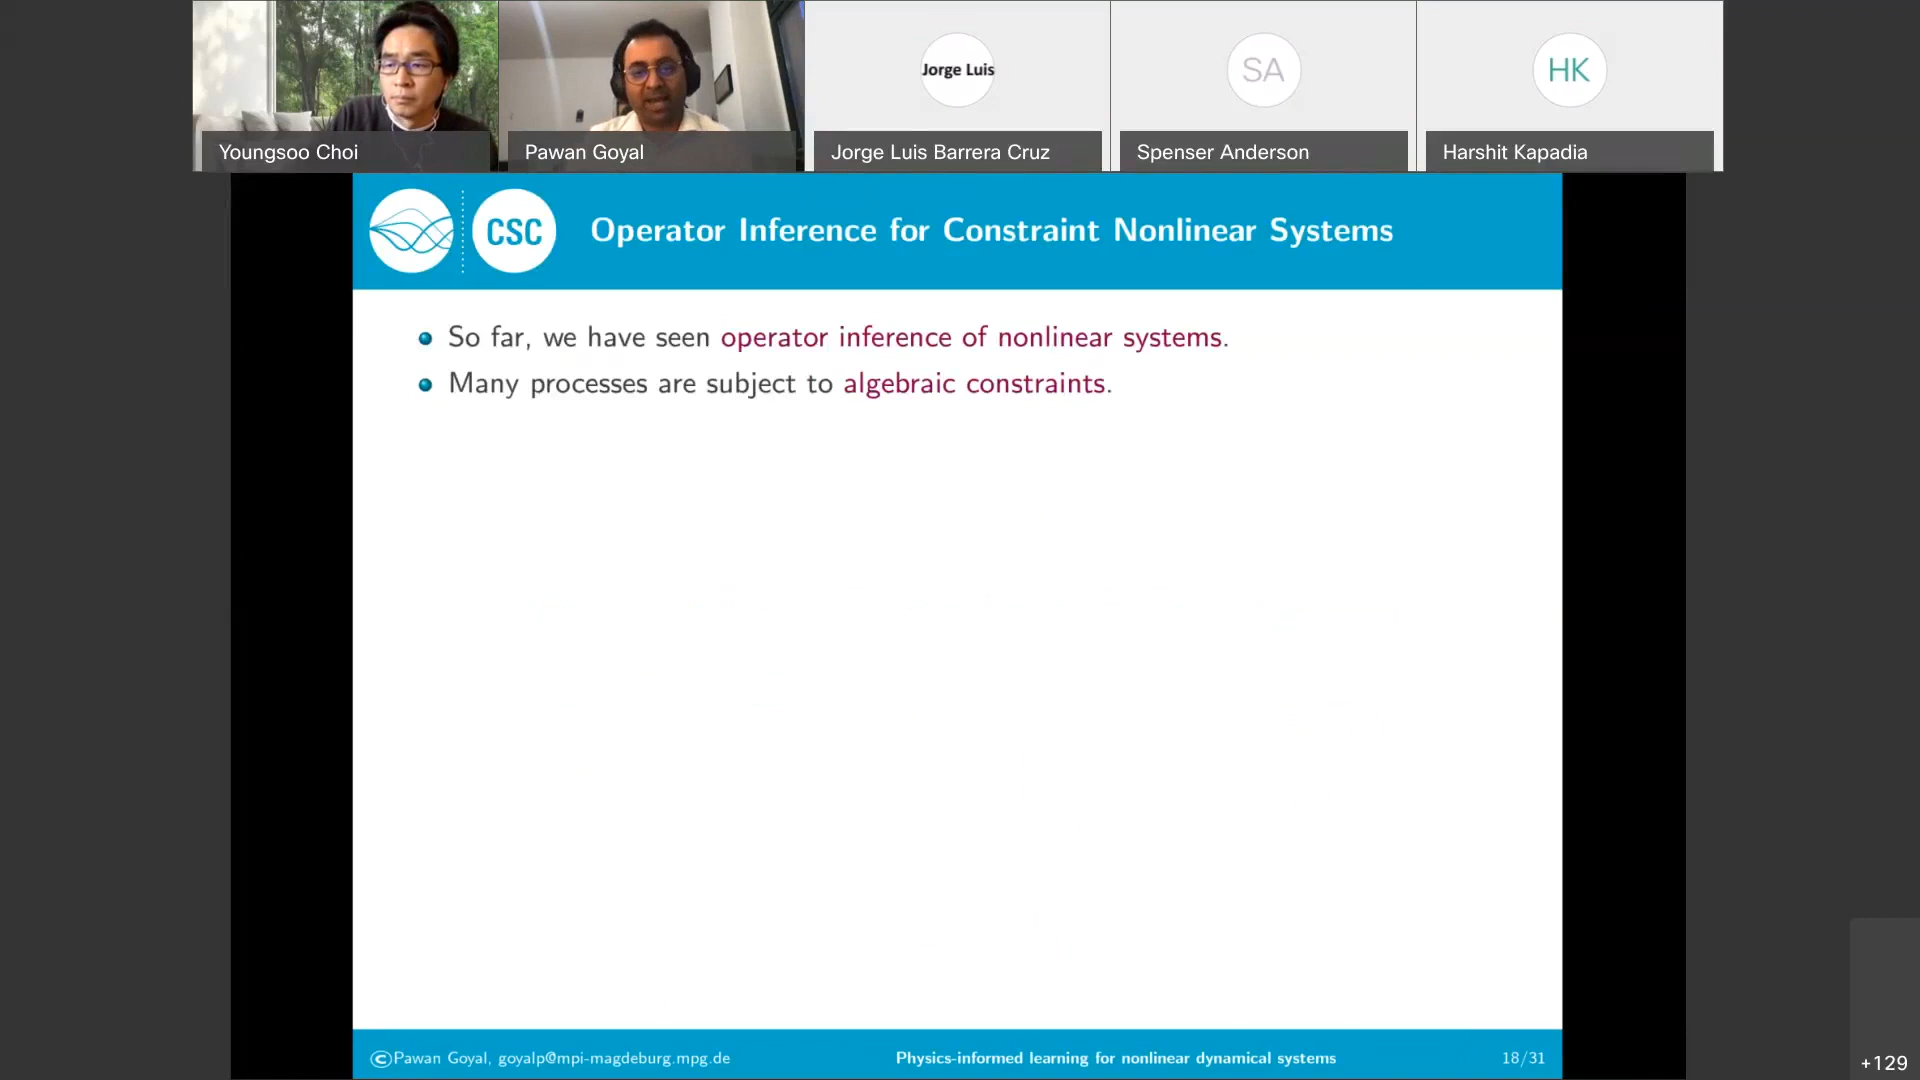 Jorge Luis
SA
HK
Youngsoo Choi
Pawan Goyal
Jorge Luis Barrera Cruz
Spenser Anderson
Harshit Kapadia
CSC
Operator Inference for Constraint Nonlinear Systems
So far, we have seen operator inference of nonlinear systems.
Many processes are subject to algebraic constraints.
©Pawan Goyal, goyalp@mpi-magdeburg.mpg.de
Physics-informed learning for nonlinear dynamical systems
18/31
+129